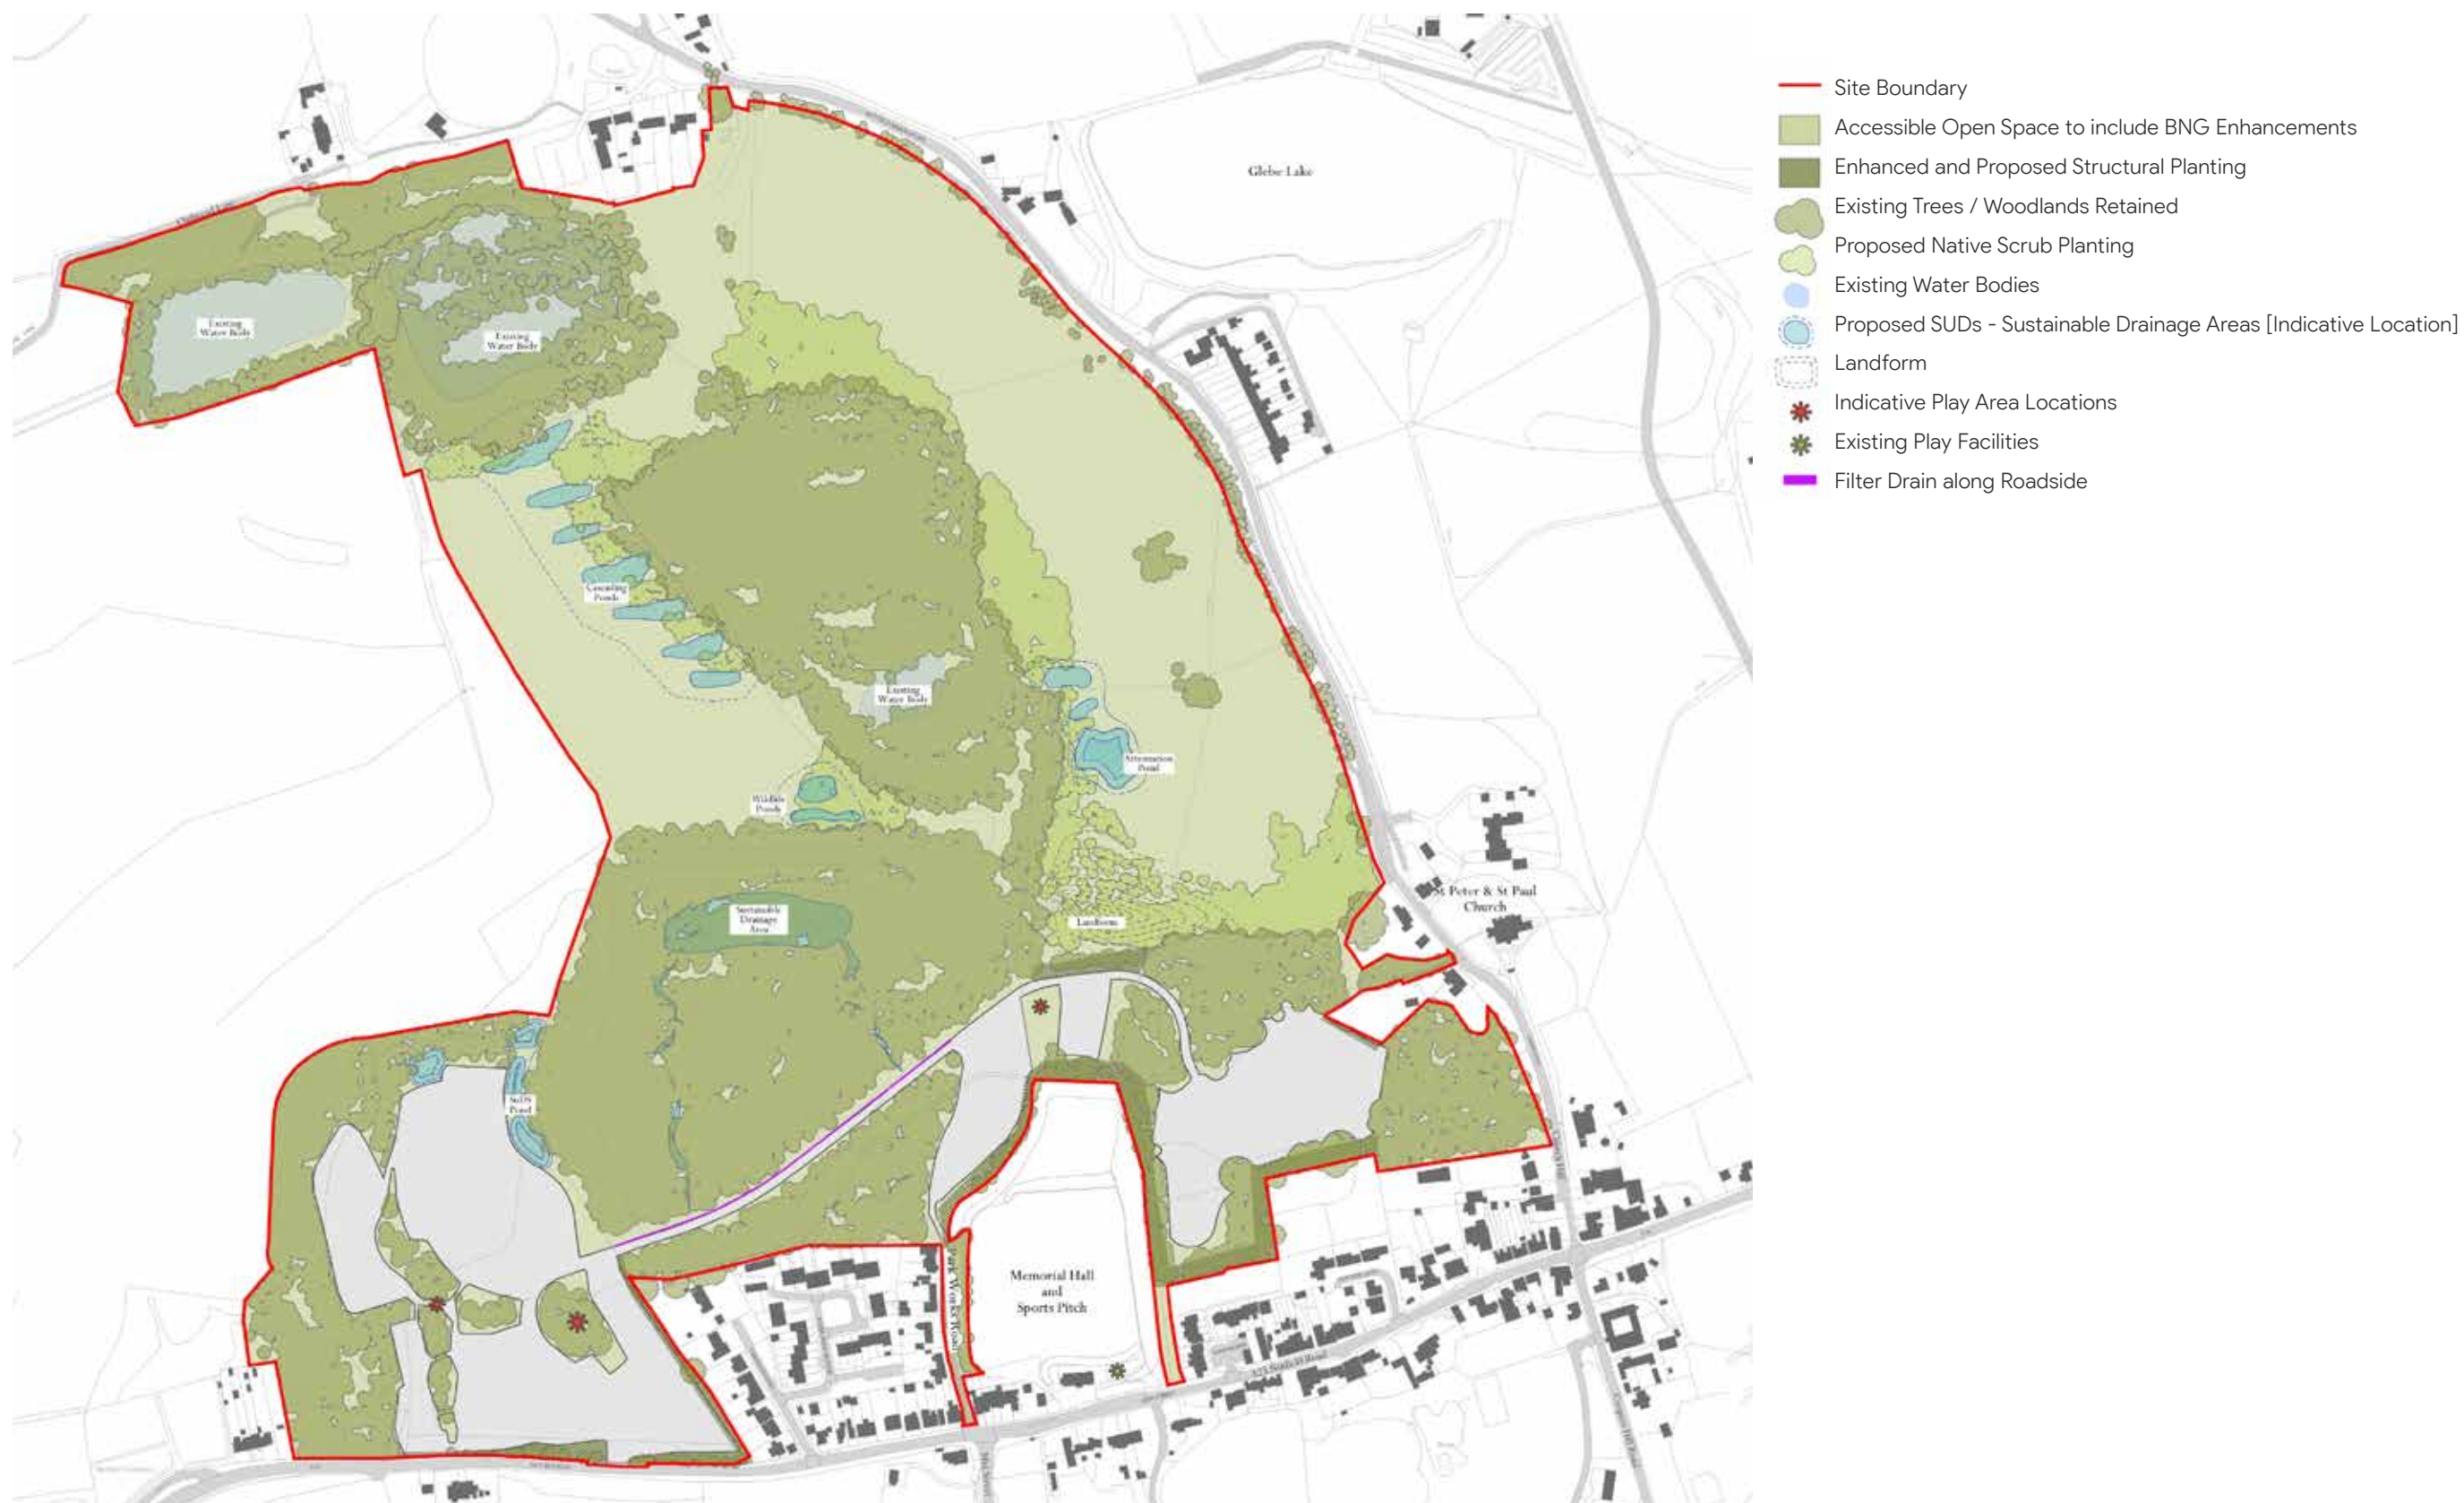 Site Boundary
Accessible Open Space to include BNG Enhancements
Enhanced and Proposed Structural Planting
Existing Trees / Woodlands Retained
Proposed Native Scrub Planting
Existing Water Bodies
Proposed SUDs - Sustainable Drainage Areas [Indicative Location]
Landform
Indicative Play Area Locations
Existing Play Facilities
Filter Drain along Roadside
Glebe Lake
Existing
Water Body
Existing
Water Body
Cascading
Ponds
Existing
Water Body
Attenuation
Pond
Wildlife
Ponds
St Peter & St Paul
Church
Sustainable
Drainage
Area
Landform
SuDS
Pond
Memorial Hall
and
Sports Pitch
Park Works Road
A25 South Road